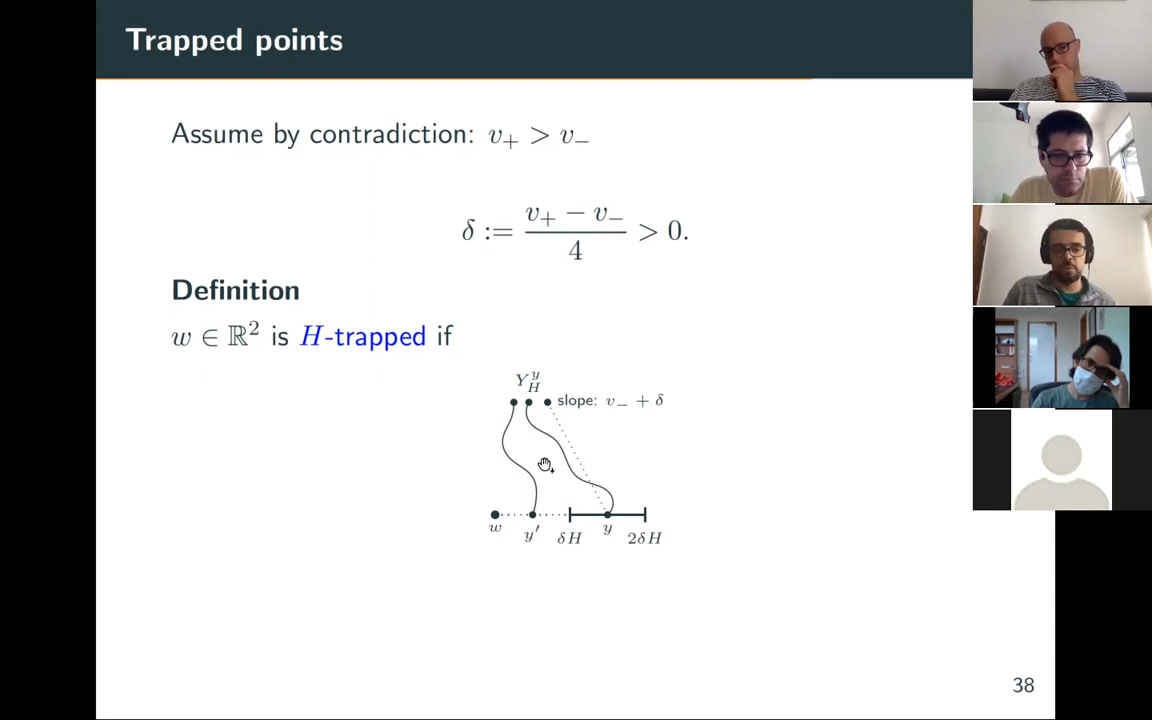 Trapped points
Assume by contradiction: v₊ > v₋
δ := (v₊ − v₋)/4 > 0.
Definition
w ∈ ℝ² is H-trapped if
Y_H^y
slope: v₋ + δ
w y′ δH y 2δH
38